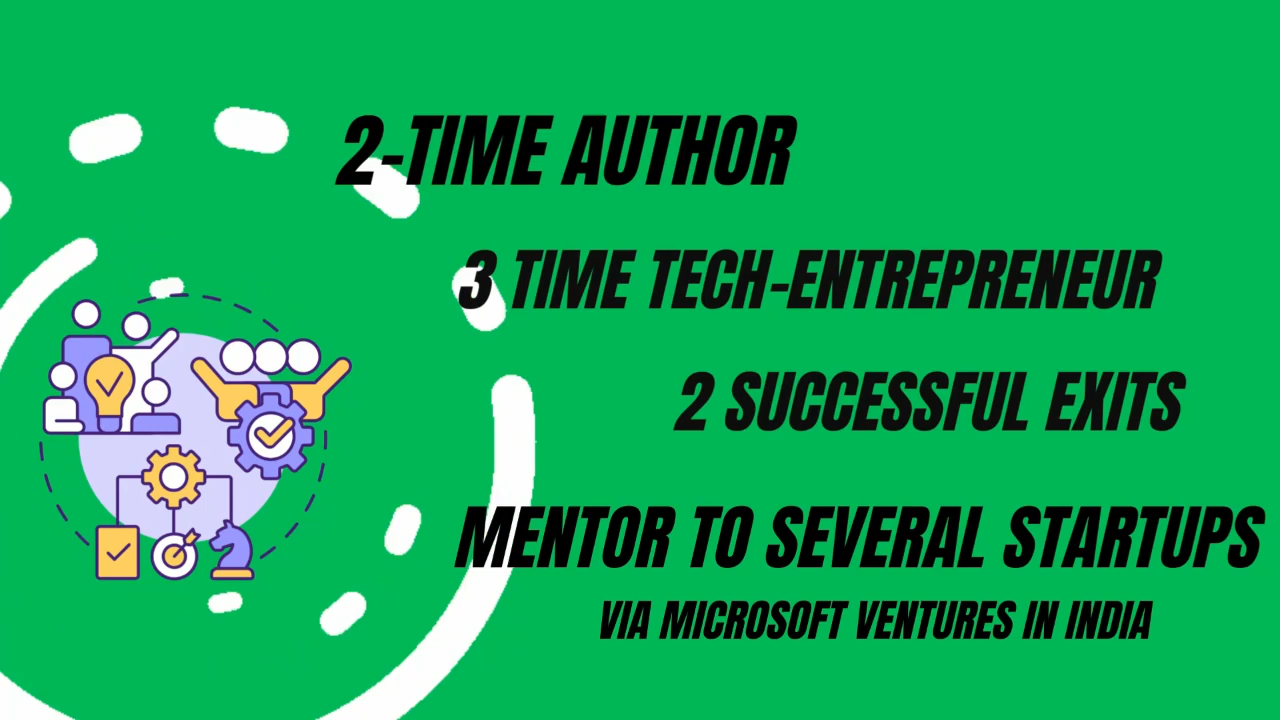 2-TIME AUTHOR
3 TIME TECH-ENTREPRENEUR
2 SUCCESSFUL EXITS
MENTOR TO SEVERAL STARTUPS
VIA MICROSOFT VENTURES IN INDIA